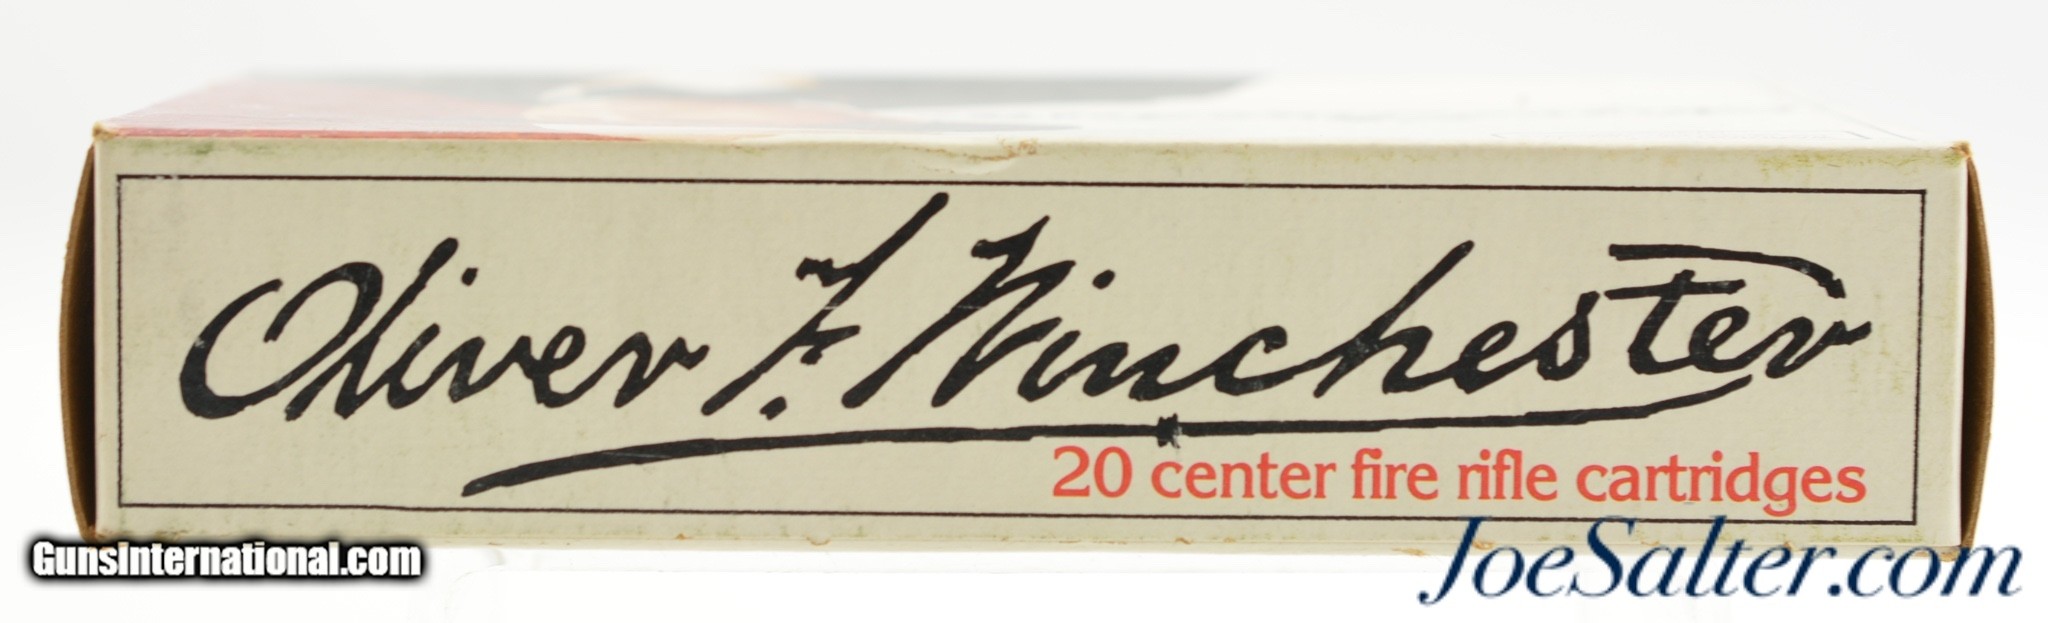 Oliver F. Winchester
20 center fire rifle cartridges
GunsInternational.com
JoeSalter.com